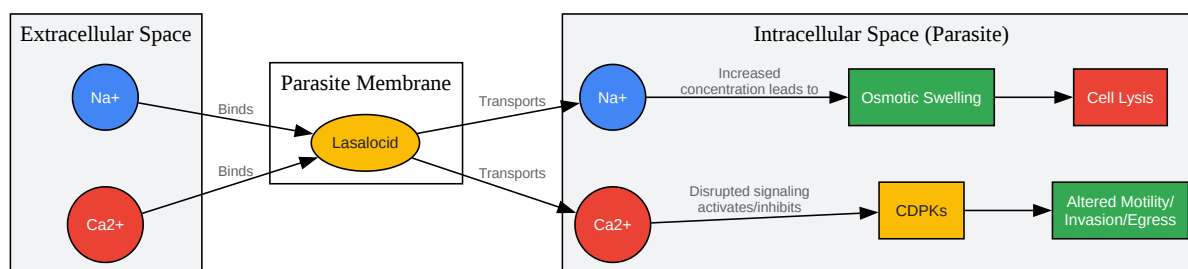 Extracellular Space
Na+
Ca2+
Binds
Binds
Parasite Membrane
Lasalocid
Transports
Transports
Intracellular Space (Parasite)
Na+
Increased
concentration leads to
Osmotic Swelling
Cell Lysis
Ca2+
Disrupted signaling
activates/inhibits
CDPKs
Altered Motility/
Invasion/Egress